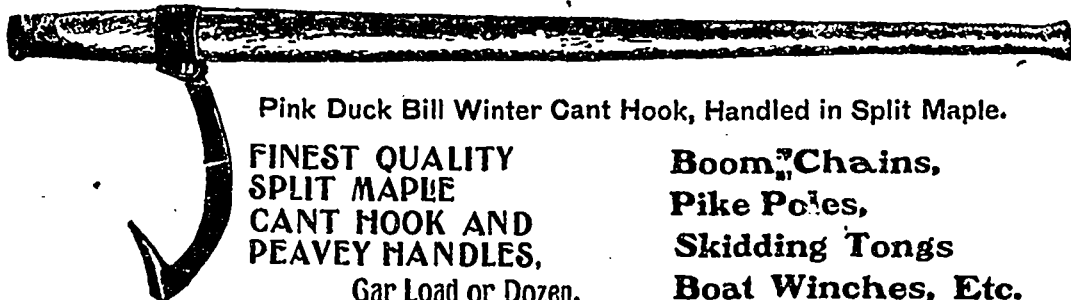 Pink Duck Bill Winter Cant Hook, Handled in Split Maple.
FINEST QUALITY
SPLIT MAPLE
CANT HOOK AND
PEAVEY HANDLES,
Car Load or Dozen.
Boom Chains,
Pike Poles,
Skidding Tongs
Boat Winches, Etc.